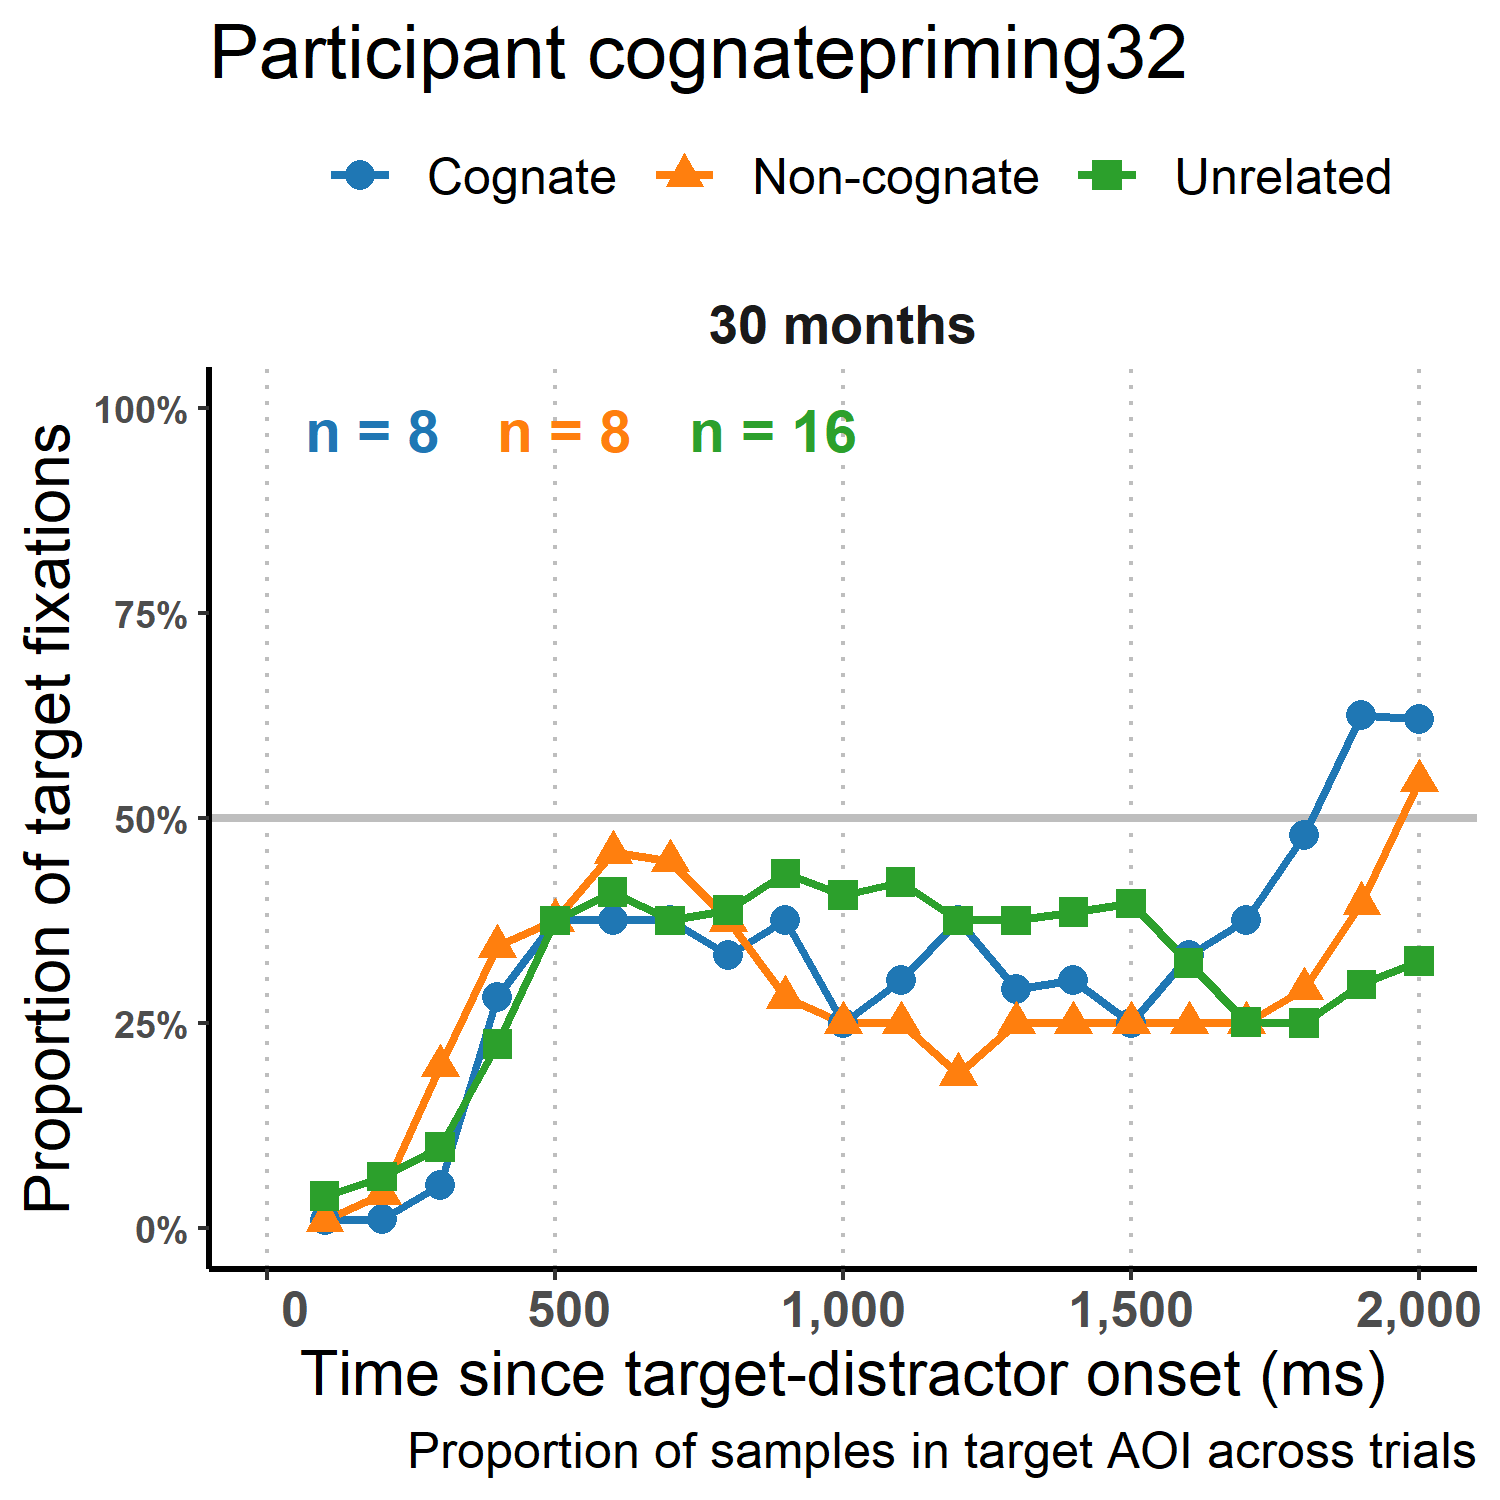 Participant cognatepriming32
Cognate Non-cognate Unrelated
30 months
n = 8 n = 8 n = 16
100%
75%
50%
25%
0%
Proportion of target fixations
0 500 1,000 1,500 2,000
Time since target-distractor onset (ms)
Proportion of samples in target AOI across trials